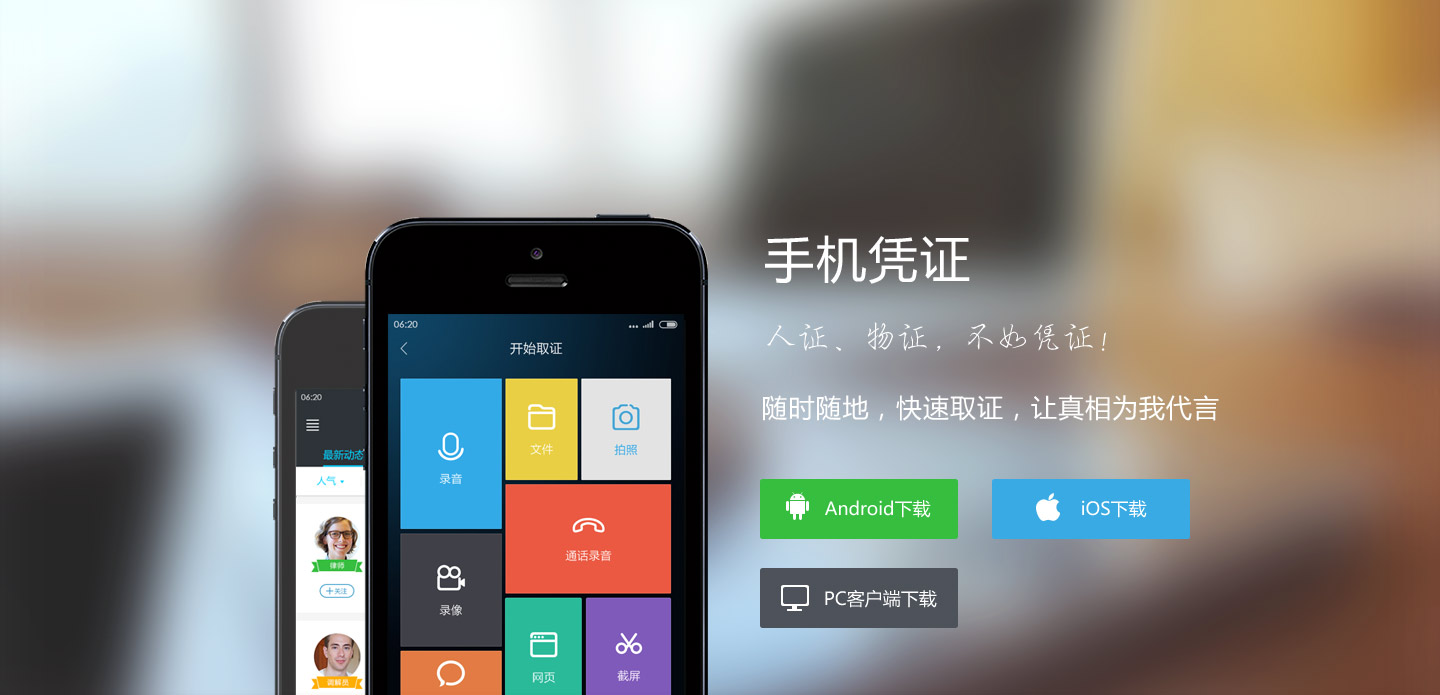 手机凭证
人证、物证，不如凭证！
随时随地，快速取证，让真相为我代言
Android下载
iOS下载
PC客户端下载
06:20
开始取证
录音
文件
拍照
通话录音
录像
网页
截屏
06:20
最新动态
人气
律师
+关注
调解员